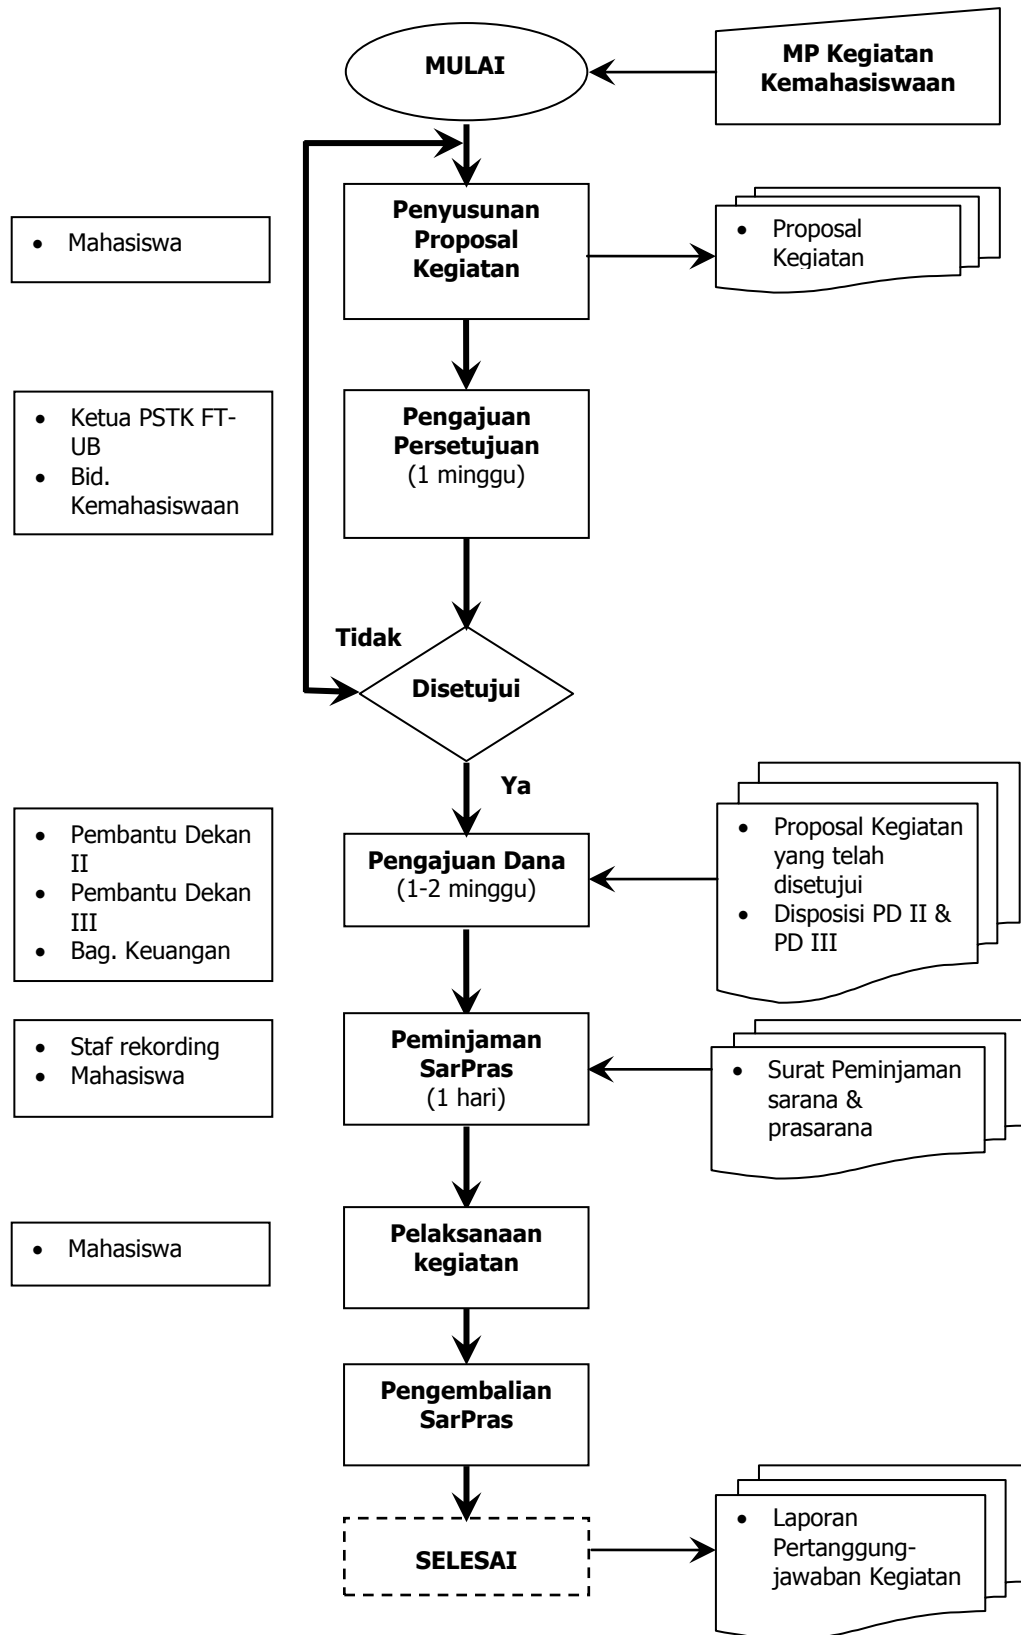 MULAI
MP Kegiatan
Kemahasiswaan
• Mahasiswa
Penyusunan
Proposal
Kegiatan
• Proposal
Kegiatan
• Ketua PSTK FT-
UB
• Bid.
Kemahasiswaan
Pengajuan
Persetujuan
(1 minggu)
Tidak
Disetujui
Ya
• Pembantu Dekan
II
• Pembantu Dekan
III
• Bag. Keuangan
Pengajuan Dana
(1-2 minggu)
• Proposal Kegiatan
yang telah
disetujui
• Disposisi PD II &
PD III
• Staf rekording
• Mahasiswa
Peminjaman
SarPras
(1 hari)
• Surat Peminjaman
sarana &
prasarana
• Mahasiswa
Pelaksanaan
kegiatan
Pengembalian
SarPras
SELESAI
• Laporan
Pertanggung-
jawaban Kegiatan